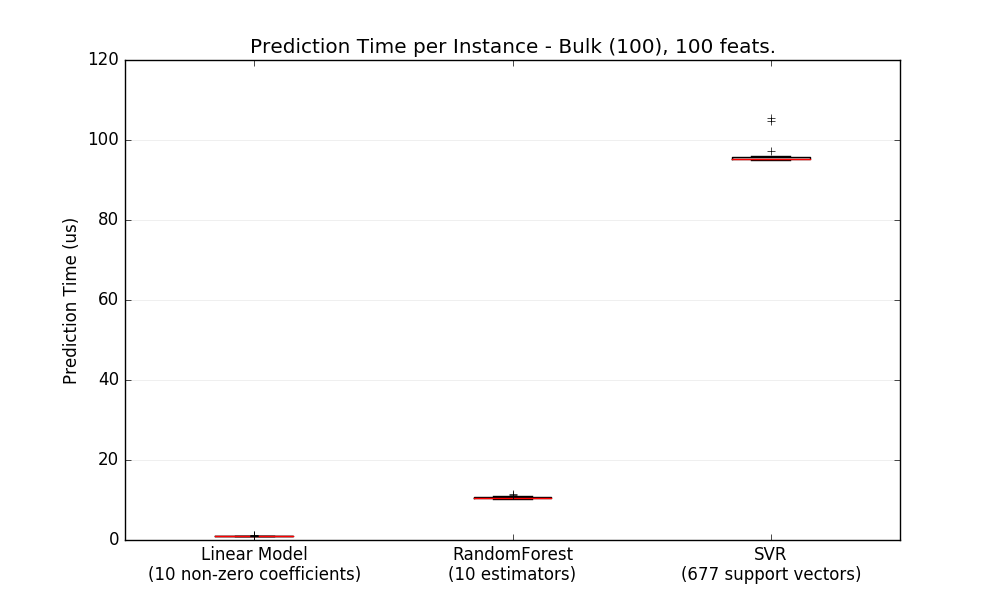 Prediction Time per Instance - Bulk (100), 100 feats.
120
100
80
60
40
20
0
Prediction Time (us)
Linear Model
(10 non-zero coefficients)
RandomForest
(10 estimators)
SVR
(677 support vectors)